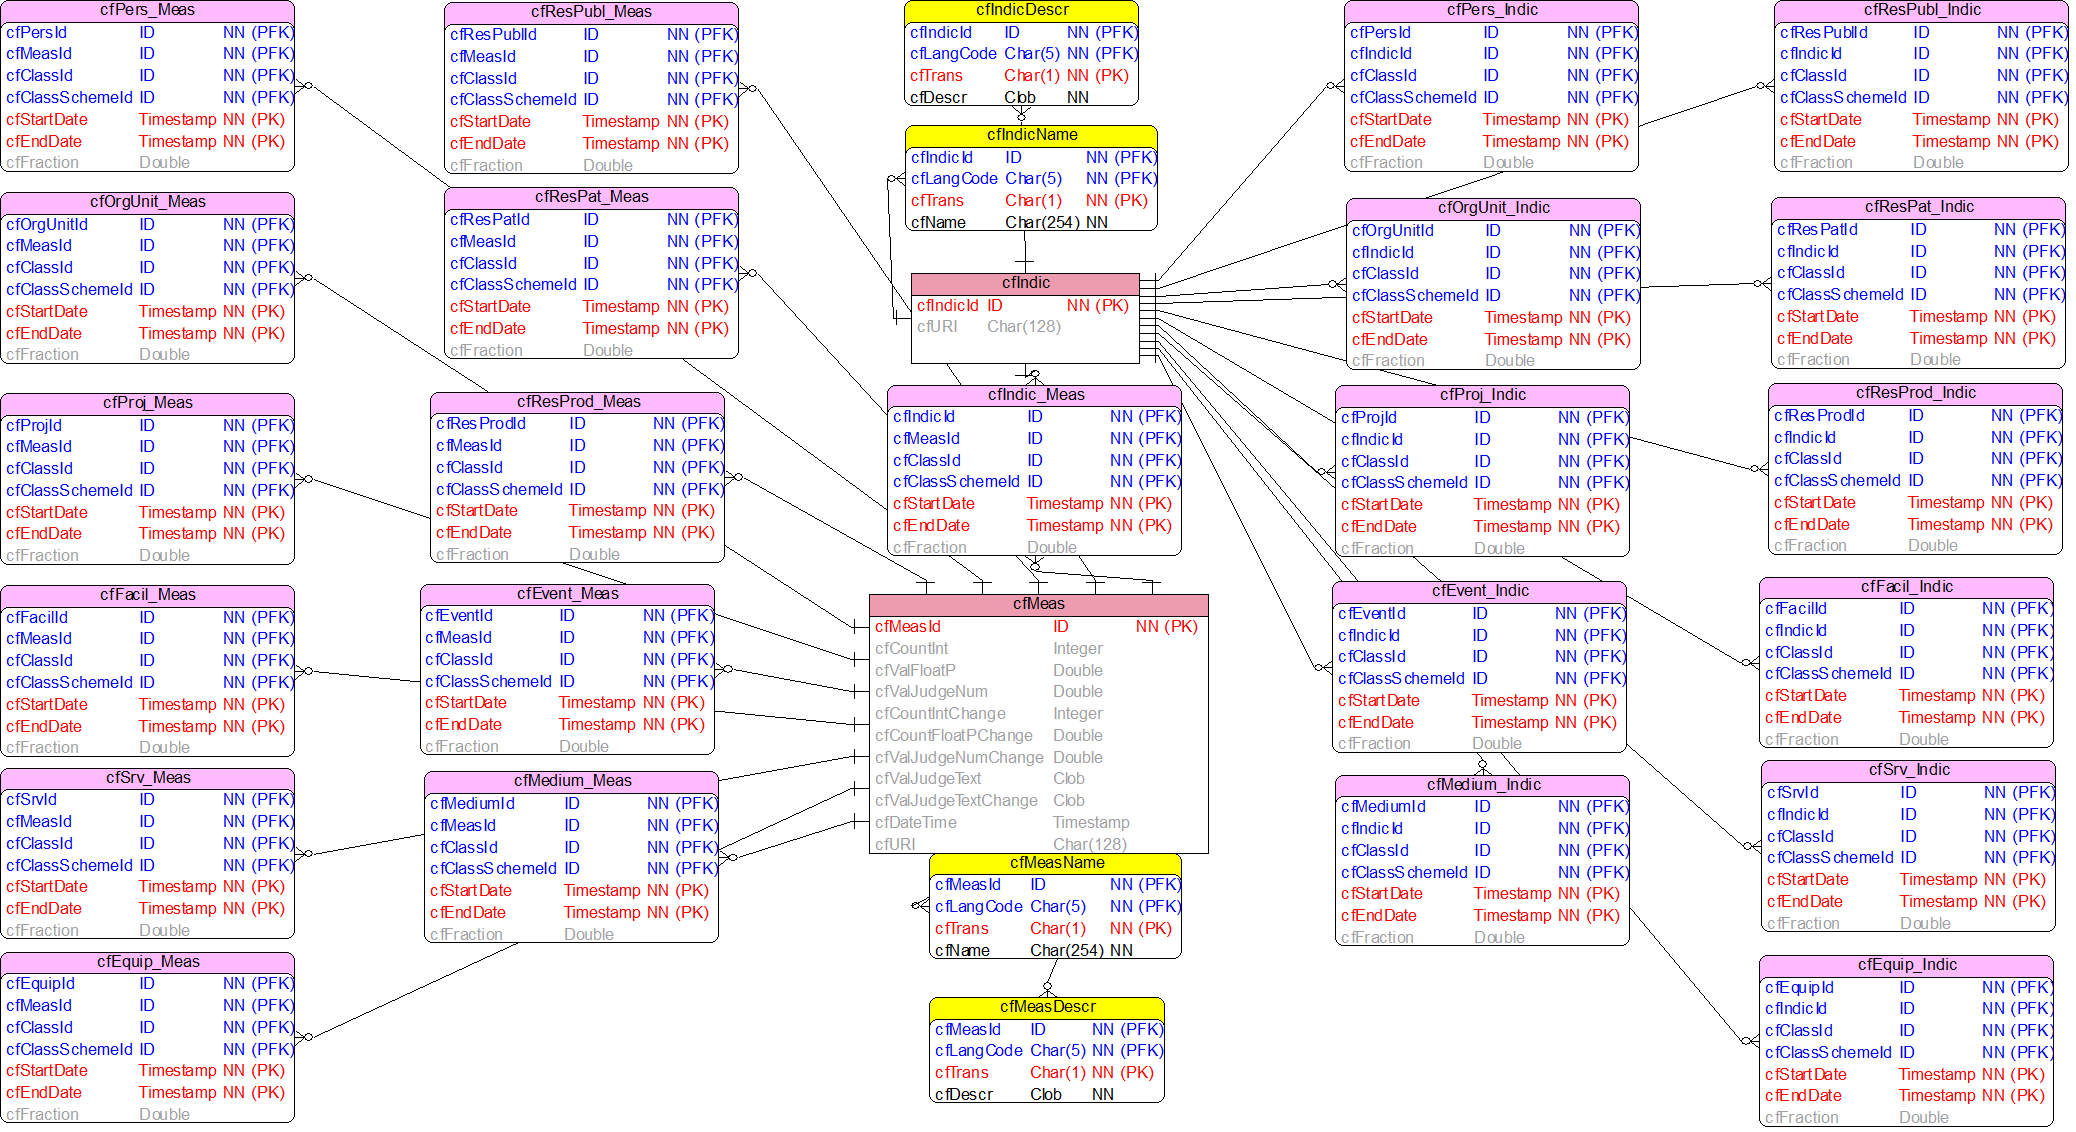 cfPers_Meas
cfPersId ID NN (PFK)
cfMeasId ID NN (PFK)
cfClassId ID NN (PFK)
cfClassSchemeId ID NN (PFK)
cfStartDate Timestamp NN (PK)
cfEndDate Timestamp NN (PK)
cfFraction Double
cfOrgUnit_Meas
cfOrgUnitId ID NN (PFK)
cfMeasId ID NN (PFK)
cfClassId ID NN (PFK)
cfClassSchemeId ID NN (PFK)
cfStartDate Timestamp NN (PK)
cfEndDate Timestamp NN (PK)
cfFraction Double
cfProj_Meas
cfProjId ID NN (PFK)
cfMeasId ID NN (PFK)
cfClassId ID NN (PFK)
cfClassSchemeId ID NN (PFK)
cfStartDate Timestamp NN (PK)
cfEndDate Timestamp NN (PK)
cfFraction Double
cfFacil_Meas
cfFacilId ID NN (PFK)
cfMeasId ID NN (PFK)
cfClassId ID NN (PFK)
cfClassSchemeId ID NN (PFK)
cfStartDate Timestamp NN (PK)
cfEndDate Timestamp NN (PK)
cfFraction Double
cfSrv_Meas
cfSrvId ID NN (PFK)
cfMeasId ID NN (PFK)
cfClassId ID NN (PFK)
cfClassSchemeId ID NN (PFK)
cfStartDate Timestamp NN (PK)
cfEndDate Timestamp NN (PK)
cfFraction Double
cfEquip_Meas
cfEquipId ID NN (PFK)
cfMeasId ID NN (PFK)
cfClassId ID NN (PFK)
cfClassSchemeId ID NN (PFK)
cfStartDate Timestamp NN (PK)
cfEndDate Timestamp NN (PK)
cfFraction Double
cfResPubl_Meas
cfResPublId ID NN (PFK)
cfMeasId ID NN (PFK)
cfClassId ID NN (PFK)
cfClassSchemeId ID NN (PFK)
cfStartDate Timestamp NN (PK)
cfEndDate Timestamp NN (PK)
cfFraction Double
cfResPat_Meas
cfResPatId ID NN (PFK)
cfMeasId ID NN (PFK)
cfClassId ID NN (PFK)
cfClassSchemeId ID NN (PFK)
cfStartDate Timestamp NN (PK)
cfEndDate Timestamp NN (PK)
cfFraction Double
cfResProd_Meas
cfResProdId ID NN (PFK)
cfMeasId ID NN (PFK)
cfClassId ID NN (PFK)
cfClassSchemeId ID NN (PFK)
cfStartDate Timestamp NN (PK)
cfEndDate Timestamp NN (PK)
cfFraction Double
cfEvent_Meas
cfEventId ID NN (PFK)
cfMeasId ID NN (PFK)
cfClassId ID NN (PFK)
cfClassSchemeId ID NN (PFK)
cfStartDate Timestamp NN (PK)
cfEndDate Timestamp NN (PK)
cfFraction Double
cfMedium_Meas
cfMediumId ID NN (PFK)
cfMeasId ID NN (PFK)
cfClassId ID NN (PFK)
cfClassSchemeId ID NN (PFK)
cfStartDate Timestamp NN (PK)
cfEndDate Timestamp NN (PK)
cfFraction Double
cfIndicDescr
cfIndicId ID NN (PFK)
cfLangCode Char(5) NN (PFK)
cfTrans Char(1) NN (PK)
cfDescr Clob NN
cfIndicName
cfIndicId ID NN (PFK)
cfLangCode Char(5) NN (PFK)
cfTrans Char(1) NN (PK)
cfName Char(254) NN
cfIndic
cfIndicId ID NN (PK)
cfURI Char(128)
cfIndic_Meas
cfIndicId ID NN (PFK)
cfMeasId ID NN (PFK)
cfClassId ID NN (PFK)
cfClassSchemeId ID NN (PFK)
cfStartDate Timestamp NN (PK)
cfEndDate Timestamp NN (PK)
cfFraction Double
cfMeas
cfMeasId ID NN (PK)
cfCountInt Integer
cfValFloatP Double
cfValJudgeNum Double
cfCountIntChange Integer
cfCountFloatPChange Double
cfValJudgeNumChange Double
cfValJudgeText Clob
cfValJudgeTextChange Clob
cfDateTime Timestamp
cfURI Char(128)
cfMeasName
cfMeasId ID NN (PFK)
cfLangCode Char(5) NN (PFK)
cfTrans Char(1) NN (PK)
cfName Char(254) NN
cfMeasDescr
cfMeasId ID NN (PFK)
cfLangCode Char(5) NN (PFK)
cfTrans Char(1) NN (PK)
cfDescr Clob NN
cfPers_Indic
cfPersId ID NN (PFK)
cfIndicId ID NN (PFK)
cfClassId ID NN (PFK)
cfClassSchemeId ID NN (PFK)
cfStartDate Timestamp NN (PK)
cfEndDate Timestamp NN (PK)
cfFraction Double
cfOrgUnit_Indic
cfOrgUnitId ID NN (PFK)
cfIndicId ID NN (PFK)
cfClassId ID NN (PFK)
cfClassSchemeId ID NN (PFK)
cfStartDate Timestamp NN (PK)
cfEndDate Timestamp NN (PK)
cfFraction Double
cfProj_Indic
cfProjId ID NN (PFK)
cfIndicId ID NN (PFK)
cfClassId ID NN (PFK)
cfClassSchemeId ID NN (PFK)
cfStartDate Timestamp NN (PK)
cfEndDate Timestamp NN (PK)
cfFraction Double
cfEvent_Indic
cfEventId ID NN (PFK)
cfIndicId ID NN (PFK)
cfClassId ID NN (PFK)
cfClassSchemeId ID NN (PFK)
cfStartDate Timestamp NN (PK)
cfEndDate Timestamp NN (PK)
cfFraction Double
cfMedium_Indic
cfMediumId ID NN (PFK)
cfIndicId ID NN (PFK)
cfClassId ID NN (PFK)
cfClassSchemeId ID NN (PFK)
cfStartDate Timestamp NN (PK)
cfEndDate Timestamp NN (PK)
cfFraction Double
cfResPubl_Indic
cfResPublId ID NN (PFK)
cfIndicId ID NN (PFK)
cfClassId ID NN (PFK)
cfClassSchemeId ID NN (PFK)
cfStartDate Timestamp NN (PK)
cfEndDate Timestamp NN (PK)
cfFraction Double
cfResPat_Indic
cfResPatId ID NN (PFK)
cfIndicId ID NN (PFK)
cfClassId ID NN (PFK)
cfClassSchemeId ID NN (PFK)
cfStartDate Timestamp NN (PK)
cfEndDate Timestamp NN (PK)
cfFraction Double
cfResProd_Indic
cfResProdId ID NN (PFK)
cfIndicId ID NN (PFK)
cfClassId ID NN (PFK)
cfClassSchemeId ID NN (PFK)
cfStartDate Timestamp NN (PK)
cfEndDate Timestamp NN (PK)
cfFraction Double
cfFacil_Indic
cfFacilId ID NN (PFK)
cfIndicId ID NN (PFK)
cfClassId ID NN (PFK)
cfClassSchemeId ID NN (PFK)
cfStartDate Timestamp NN (PK)
cfEndDate Timestamp NN (PK)
cfFraction Double
cfSrv_Indic
cfSrvId ID NN (PFK)
cfIndicId ID NN (PFK)
cfClassId ID NN (PFK)
cfClassSchemeId ID NN (PFK)
cfStartDate Timestamp NN (PK)
cfEndDate Timestamp NN (PK)
cfFraction Double
cfEquip_Indic
cfEquipId ID NN (PFK)
cfIndicId ID NN (PFK)
cfClassId ID NN (PFK)
cfClassSchemeId ID NN (PFK)
cfStartDate Timestamp NN (PK)
cfEndDate Timestamp NN (PK)
cfFraction Double